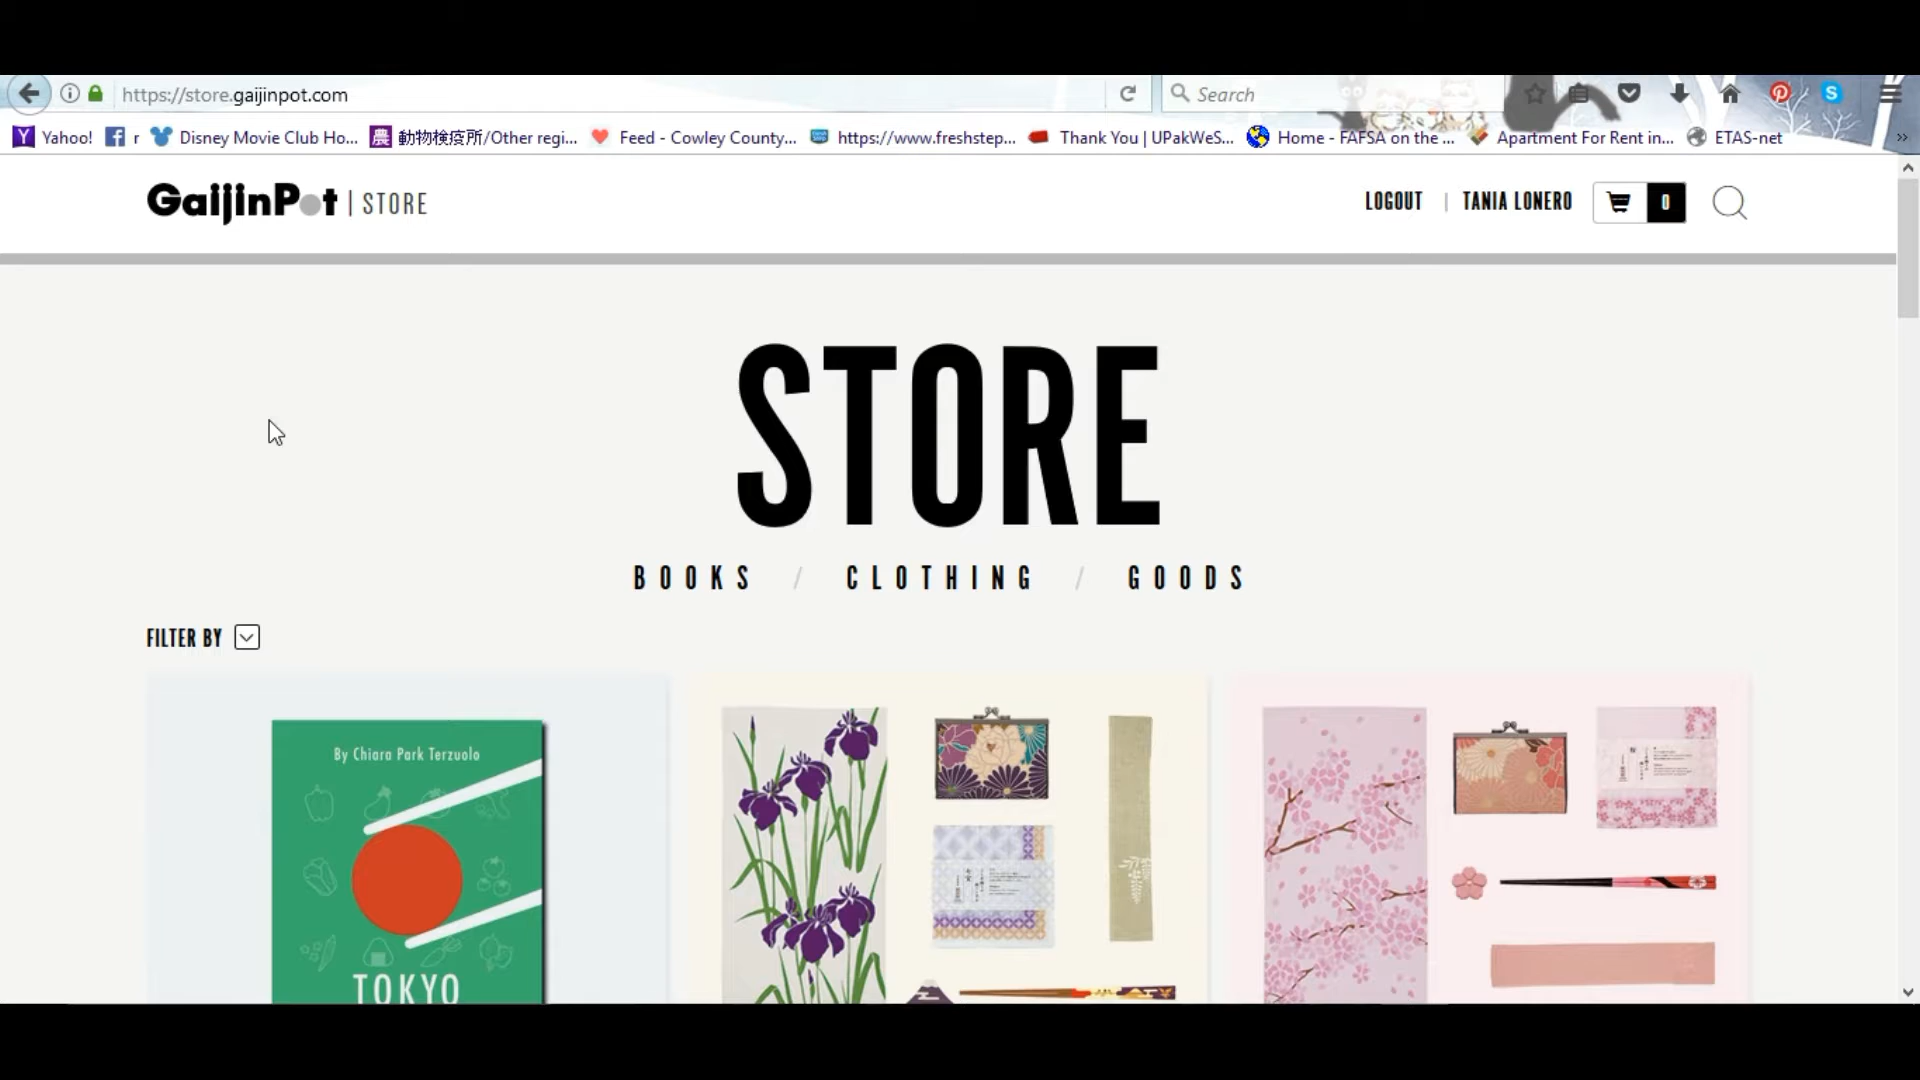 https://store.gaijinpot.com
Search
Yahoo!
r
Disney Movie Club Ho...
動物検疫所/Other regi...
Feed - Cowley County...
https://www.freshstep...
Thank You | UPakWeS...
Home - FAFSA on the ...
Apartment For Rent in...
ETAS-net
GaijinPot | STORE
LOGOUT | TANIA LONERO
0
STORE
BOOKS / CLOTHING / GOODS
FILTER BY
By Chiara Park Terzuolo
TOKYO